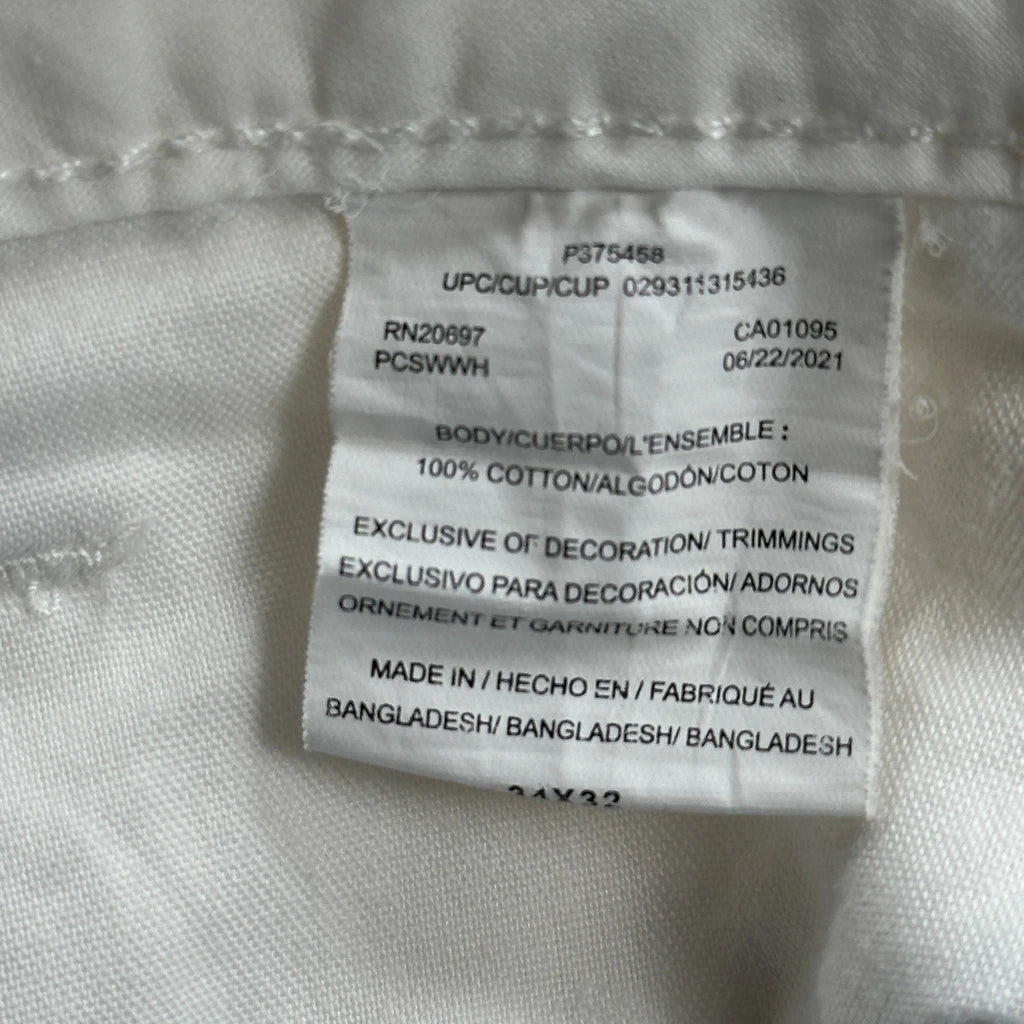 P375458
UPC/CUP/CUP 029311315436
RN20697 CA01095
PCSWWH 06/22/2021
BODY/CUERPO/L'ENSEMBLE :
100% COTTON/ALGODÓN/COTON
EXCLUSIVE OF DECORATION/ TRIMMINGS
EXCLUSIVO PARA DECORACIÓN/ ADORNOS
ORNEMENT ET GARNITURE NON COMPRIS
MADE IN / HECHO EN / FABRIQUÉ AU
BANGLADESH/ BANGLADESH/ BANGLADESH
34X32